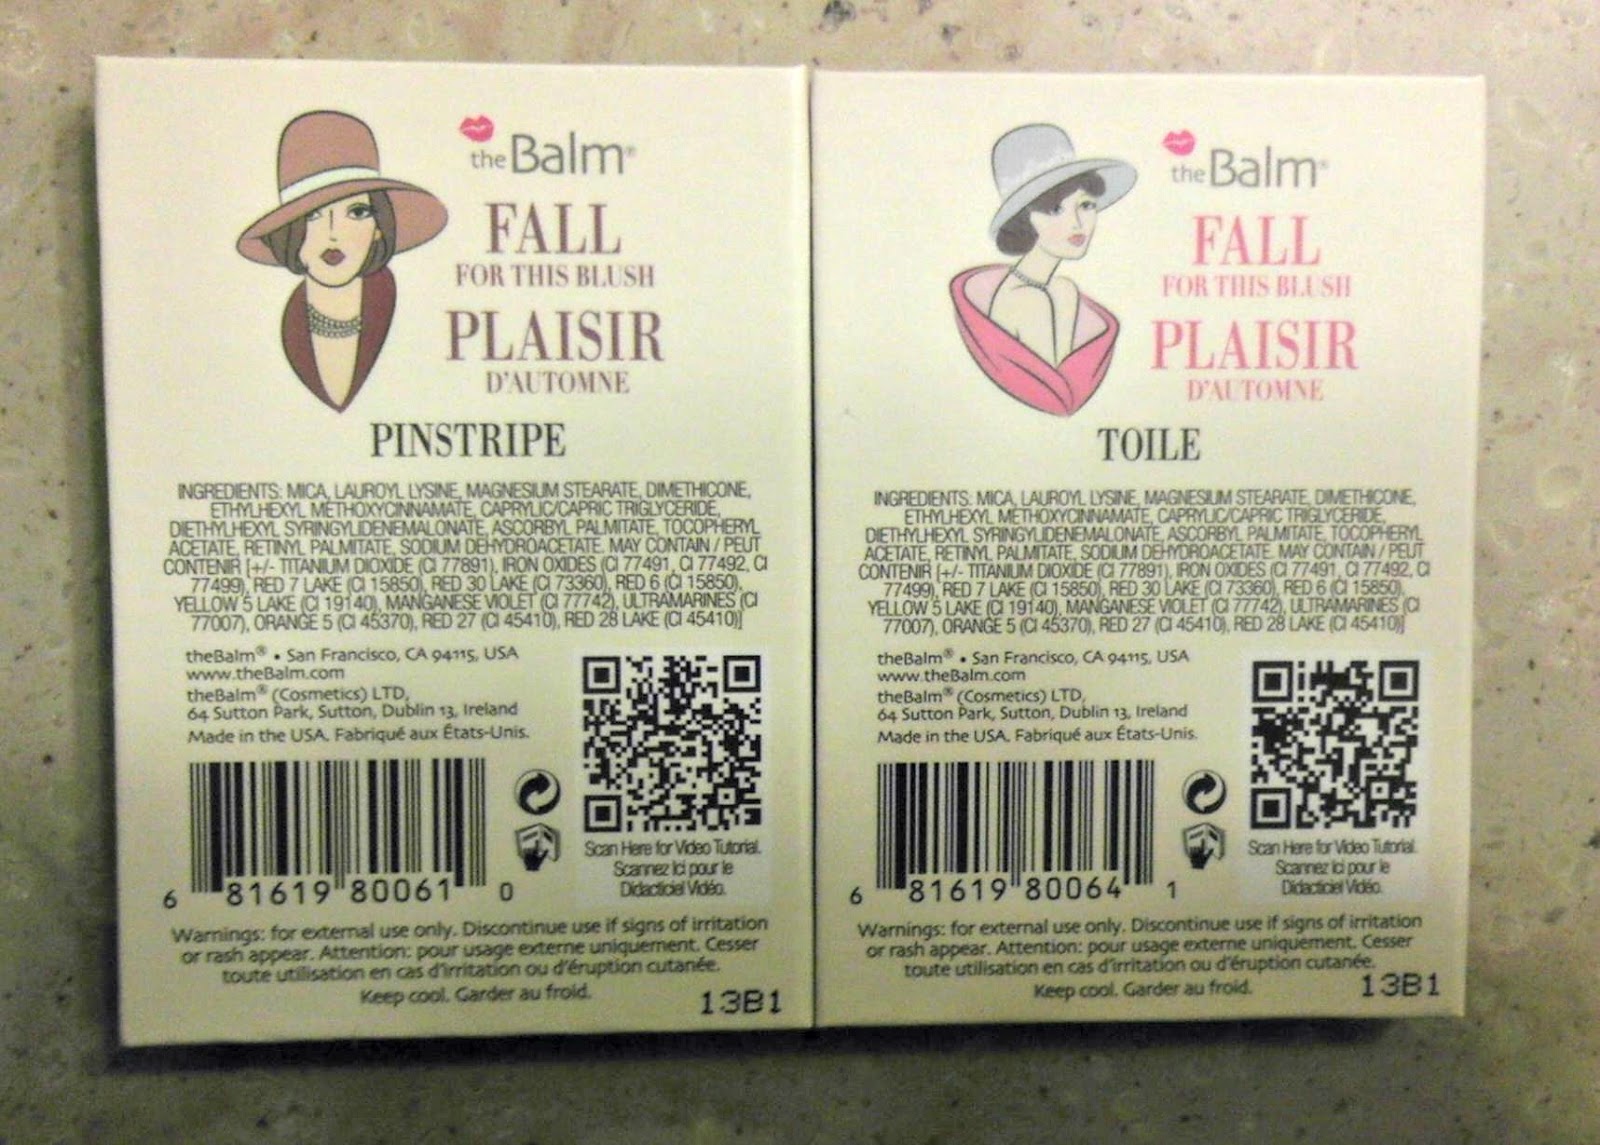 the Balm®
FALL
FOR THIS BLUSH
PLAISIR
D'AUTOMNE
PINSTRIPE
INGREDIENTS: MICA, LAUROYL LYSINE, MAGNESIUM STEARATE, DIMETHICONE,
ETHYLHEXYL METHOXYCINNAMATE, CAPRYLIC/CAPRIC TRIGLYCERIDE,
DIETHYLHEXYL SYRINGYLIDENEMALONATE, ASCORBYL PALMITATE, TOCOPHERYL
ACETATE, RETINYL PALMITATE, SODIUM DEHYDROACETATE. MAY CONTAIN / PEUT
CONTENIR [+/- TITANIUM DIOXIDE (CI 77891), IRON OXIDES (CI 77491, CI 77492, CI
77499), RED 7 LAKE (CI 15850), RED 30 LAKE (CI 73360), RED 6 (CI 15850),
YELLOW 5 LAKE (CI 19140), MANGANESE VIOLET (CI 77742), ULTRAMARINES (CI
77007), ORANGE 5 (CI 45370), RED 27 (CI 45410), RED 28 LAKE (CI 45410)]
theBalm® • San Francisco, CA 94115, USA
www.theBalm.com
theBalm® (Cosmetics) LTD,
64 Sutton Park, Sutton, Dublin 13, Ireland
Made in the USA. Fabriqué aux États-Unis.
6 81619 80061 0
Scan Here for Video Tutorial.
Scannez Ici pour le
Didacticiel Vidéo.
Warnings: for external use only. Discontinue use if signs of irritation
or rash appear. Attention: pour usage externe uniquement. Cesser
toute utilisation en cas d'irritation ou d'éruption cutanée.
Keep cool. Garder au froid.
13B1
the Balm®
FALL
FOR THIS BLUSH
PLAISIR
D'AUTOMNE
TOILE
INGREDIENTS: MICA, LAUROYL LYSINE, MAGNESIUM STEARATE, DIMETHICONE,
ETHYLHEXYL METHOXYCINNAMATE, CAPRYLIC/CAPRIC TRIGLYCERIDE,
DIETHYLHEXYL SYRINGYLIDENEMALONATE, ASCORBYL PALMITATE, TOCOPHERYL
ACETATE, RETINYL PALMITATE, SODIUM DEHYDROACETATE. MAY CONTAIN / PEUT
CONTENIR [+/- TITANIUM DIOXIDE (CI 77891), IRON OXIDES (CI 77491, CI 77492, CI
77499), RED 7 LAKE (CI 15850), RED 30 LAKE (CI 73360), RED 6 (CI 15850),
YELLOW 5 LAKE (CI 19140), MANGANESE VIOLET (CI 77742), ULTRAMARINES (CI
77007), ORANGE 5 (CI 45370), RED 27 (CI 45410), RED 28 LAKE (CI 45410)]
theBalm® • San Francisco, CA 94115, USA
www.theBalm.com
theBalm® (Cosmetics) LTD,
64 Sutton Park, Sutton, Dublin 13, Ireland
Made in the USA. Fabriqué aux États-Unis.
6 81619 80064 1
Scan Here for Video Tutorial.
Scannez Ici pour le
Didacticiel Vidéo.
Warnings: for external use only. Discontinue use if signs of irritation
or rash appear. Attention: pour usage externe uniquement. Cesser
toute utilisation en cas d'irritation ou d'éruption cutanée.
Keep cool. Garder au froid.
13B1